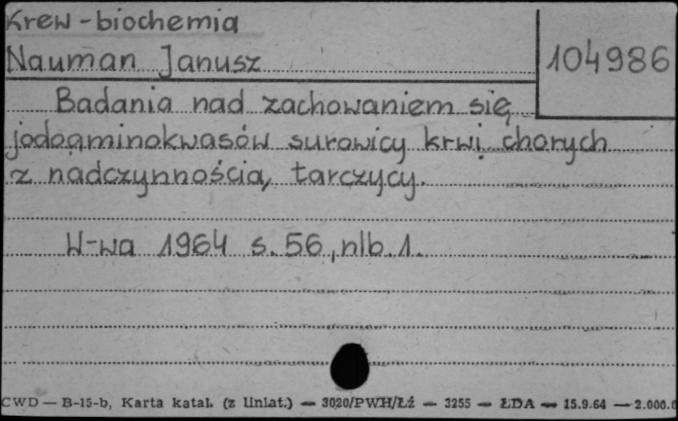 Krew - biochemia
Nauman Janusz
104986
Badania nad zachowaniem się
jodoaminokwasów surowicy krwi chorych
z nadczynnością tarczycy.
W-wa 1964 s. 56, nlb. 1.
CWD — B-15-b, Karta katal. (z liniat.) — 3020/PWH/Łź — 3255 — ŁDA — 15.9.64 — 2.000.0